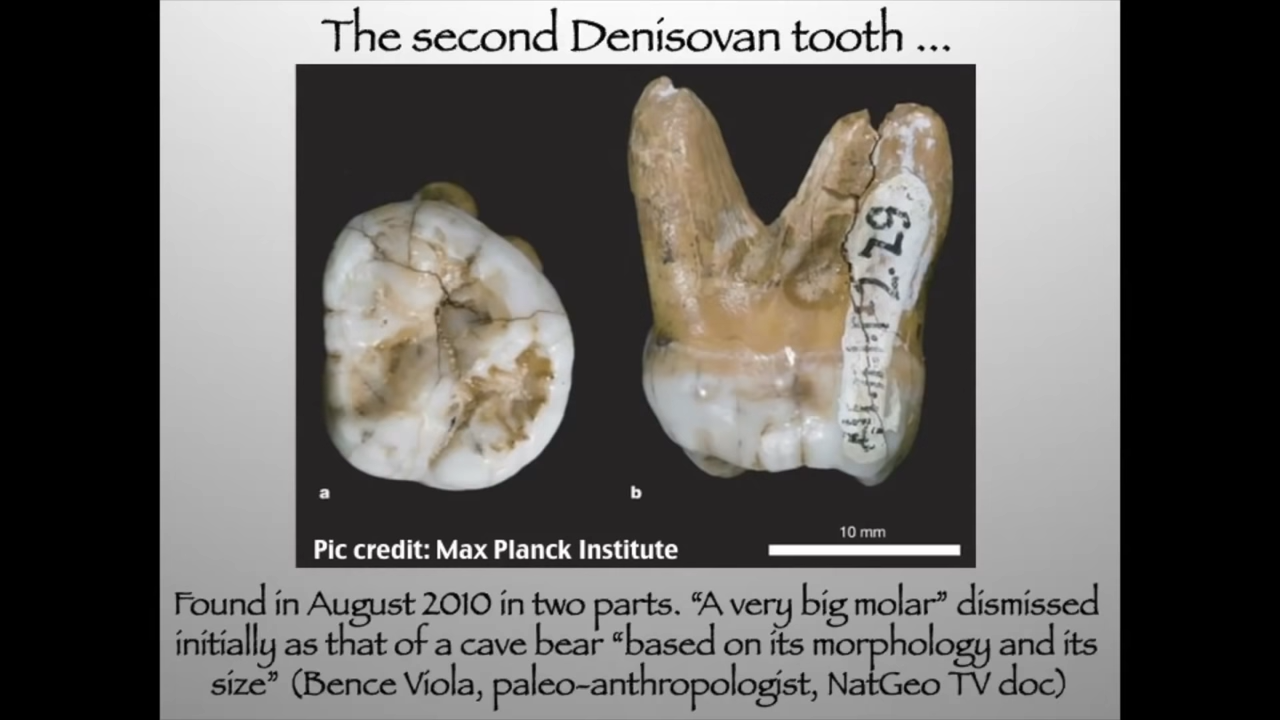 The second Denisovan tooth ...
a
b
10 mm
Pic credit: Max Planck Institute
Found in August 2010 in two parts. “A very big molar” dismissed
initially as that of a cave bear “based on its morphology and its
size” (Bence Viola, paleo-anthropologist, NatGeo TV doc)